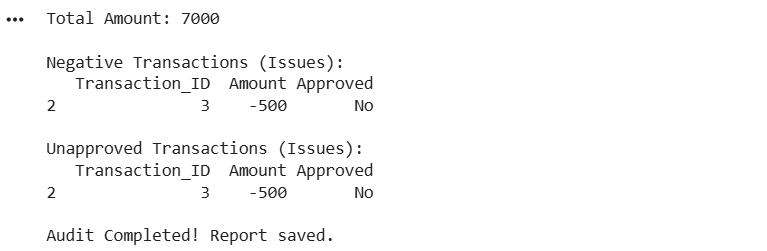 Total Amount: 7000
Negative Transactions (Issues):
Transaction_ID Amount Approved
2 3 -500 No
Unapproved Transactions (Issues):
Transaction_ID Amount Approved
2 3 -500 No
Audit Completed! Report saved.